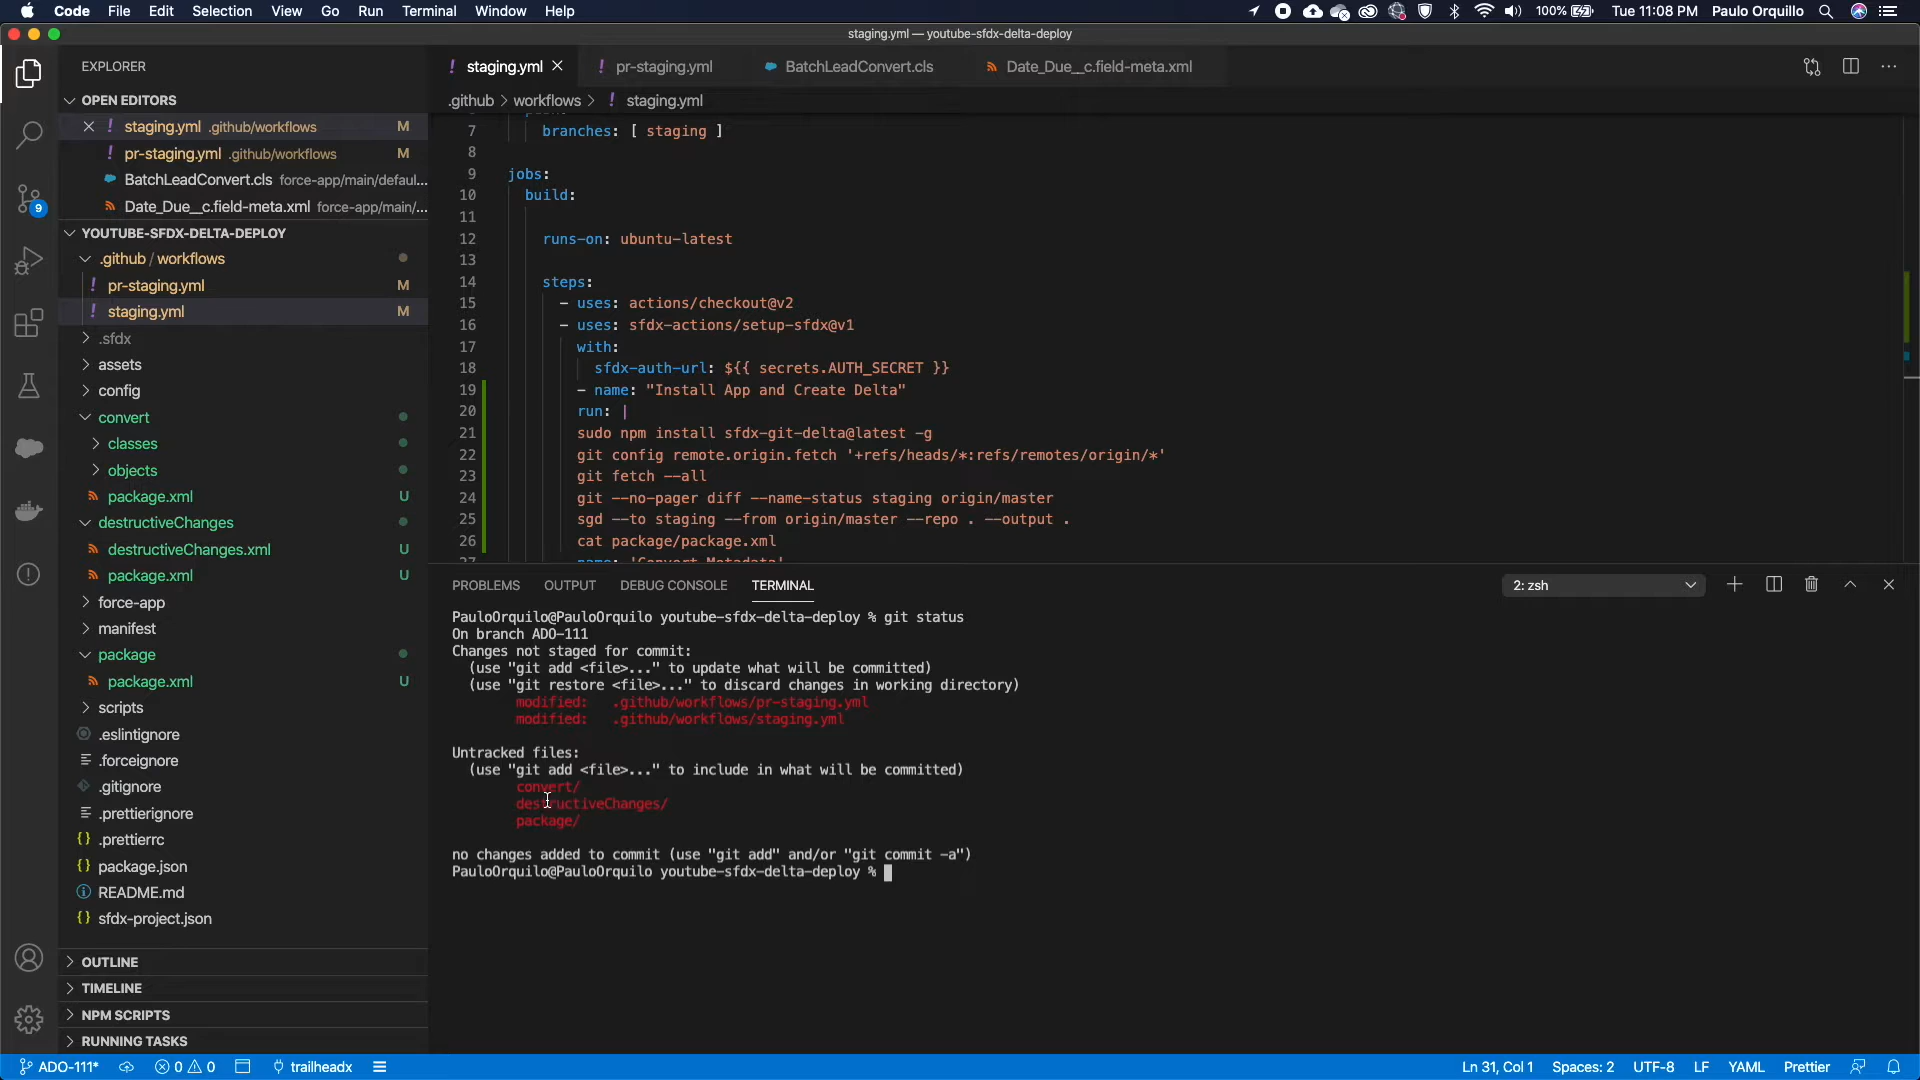 Code File Edit Selection View Go Run Terminal Window Help
100% Tue 11:08 PM Paulo Orquillo
staging.yml — youtube-sfdx-delta-deploy
EXPLORER
OPEN EDITORS
staging.yml .github/workflows M
pr-staging.yml .github/workflows M
BatchLeadConvert.cls force-app/main/defaul...
Date_Due__c.field-meta.xml force-app/main/...
YOUTUBE-SFDX-DELTA-DEPLOY
.github / workflows
pr-staging.yml M
staging.yml M
.sfdx
assets
config
convert
classes
objects
package.xml U
destructiveChanges
destructiveChanges.xml U
package.xml U
force-app
manifest
package
package.xml U
scripts
.eslintignore
.forceignore
.gitignore
.prettierignore
.prettierrc
package.json
README.md
sfdx-project.json
OUTLINE
TIMELINE
NPM SCRIPTS
RUNNING TASKS
9
staging.yml pr-staging.yml BatchLeadConvert.cls Date_Due__c.field-meta.xml
.github > workflows > ! staging.yml
7 branches: [ staging ]
8
9 jobs:
10 build:
11
12 runs-on: ubuntu-latest
13
14 steps:
15 - uses: actions/checkout@v2
16 - uses: sfdx-actions/setup-sfdx@v1
17 with:
18 sfdx-auth-url: ${{ secrets.AUTH_SECRET }}
19 - name: "Install App and Create Delta"
20 run: |
21 sudo npm install sfdx-git-delta@latest -g
22 git config remote.origin.fetch '+refs/heads/*:refs/remotes/origin/*'
23 git fetch --all
24 git --no-pager diff --name-status staging origin/master
25 sgd --to staging --from origin/master --repo . --output .
26 cat package/package.xml
27 name: 'Convert Metadata'
PROBLEMS OUTPUT DEBUG CONSOLE TERMINAL 2: zsh
PauloOrquilo@PauloOrquilo youtube-sfdx-delta-deploy % git status
On branch ADO-111
Changes not staged for commit:
(use "git add <file>..." to update what will be committed)
(use "git restore <file>..." to discard changes in working directory)
modified: .github/workflows/pr-staging.yml
modified: .github/workflows/staging.yml
Untracked files:
(use "git add <file>..." to include in what will be committed)
convert/
destructiveChanges/
package/
no changes added to commit (use "git add" and/or "git commit -a")
PauloOrquilo@PauloOrquilo youtube-sfdx-delta-deploy %
ADO-111* 0 0 trailheadx Ln 31, Col 1 Spaces: 2 UTF-8 LF YAML Prettier